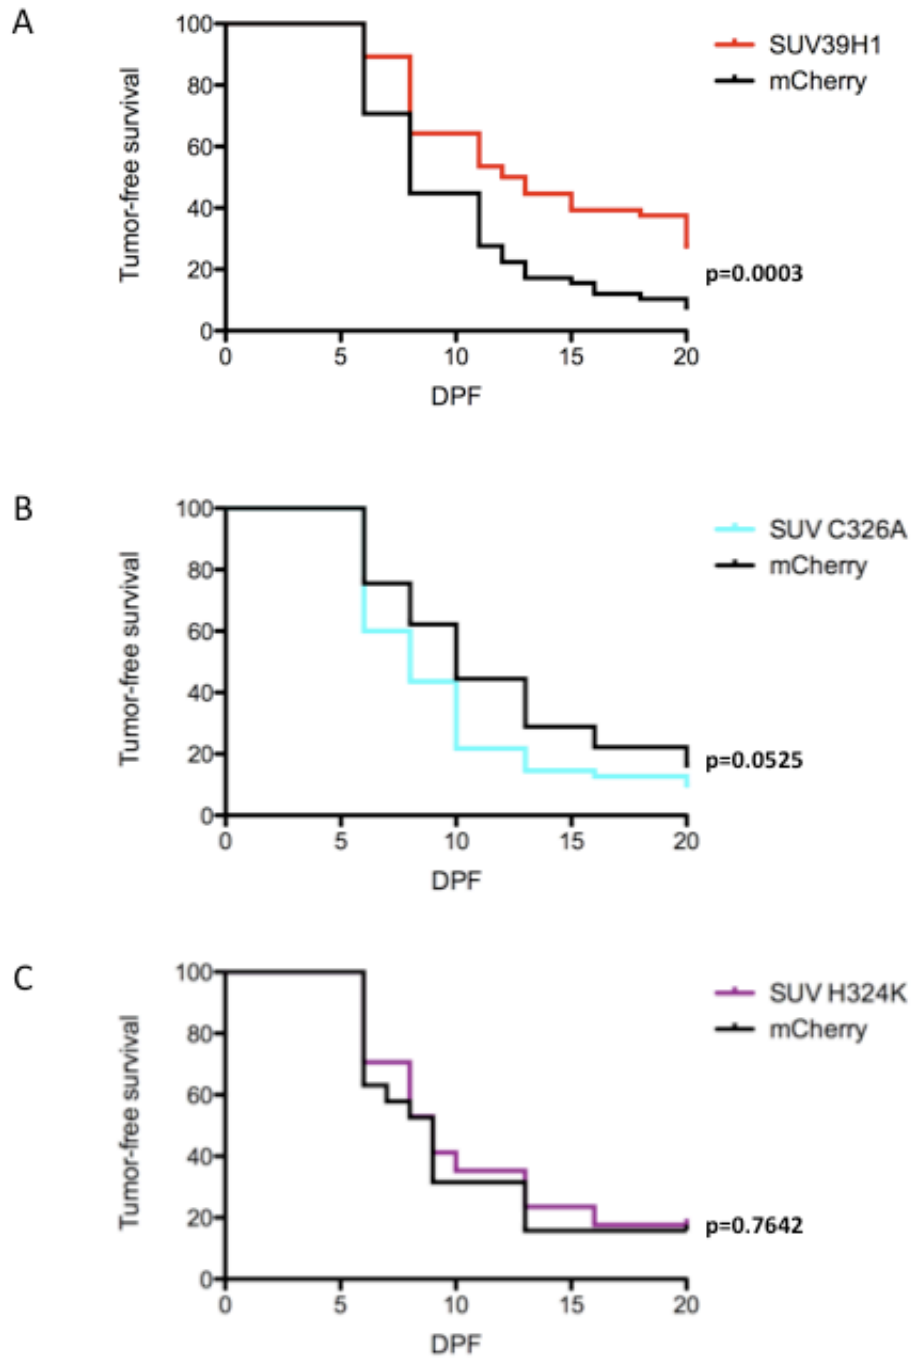 A
100
80
60
40
20
0
Tumor-free survival
0 5 10 15 20
DPF
SUV39H1
mCherry
p=0.0003
B
100
80
60
40
20
0
Tumor-free survival
0 5 10 15 20
DPF
SUV C326A
mCherry
p=0.0525
C
100
80
60
40
20
0
Tumor-free survival
0 5 10 15 20
DPF
SUV H324K
mCherry
p=0.7642